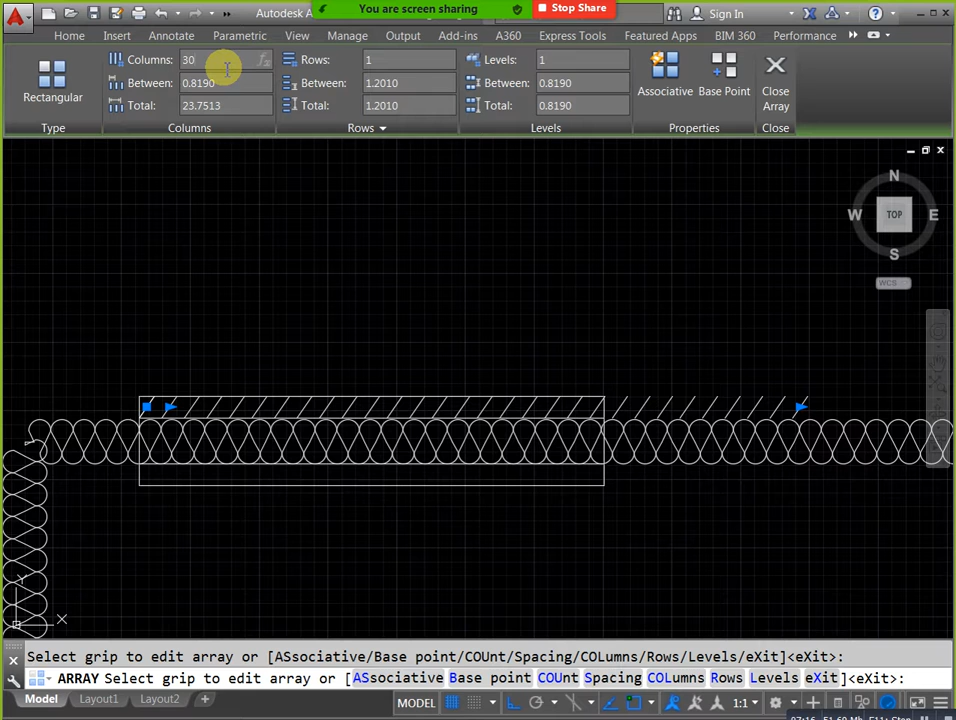 You are screen sharing
Stop Share
Autodesk A
Sign In
Home Insert Annotate Parametric View Manage Output Add-ins A360 Express Tools Featured Apps BIM 360 Performance
Columns: 30 Rows: 1 Levels: 1
Between: 0.8190 Between: 1.2010 Between: 0.8190
Total: 23.7513 Total: 1.2010 Total: 0.8190
Rectangular
Associative Base Point Close Array
Type Columns Rows Levels Properties Close
N
W TOP E
S
WCS
Y
X
Select grip to edit array or [ASsociative/Base point/COUnt/Spacing/COLumns/Rows/Levels/eXit]<eXit>:
ARRAY Select grip to edit array or [ASsociative Base point COUnt Spacing COLumns Rows Levels eXit]<eXit>:
Model Layout1 Layout2 +
MODEL 1:1